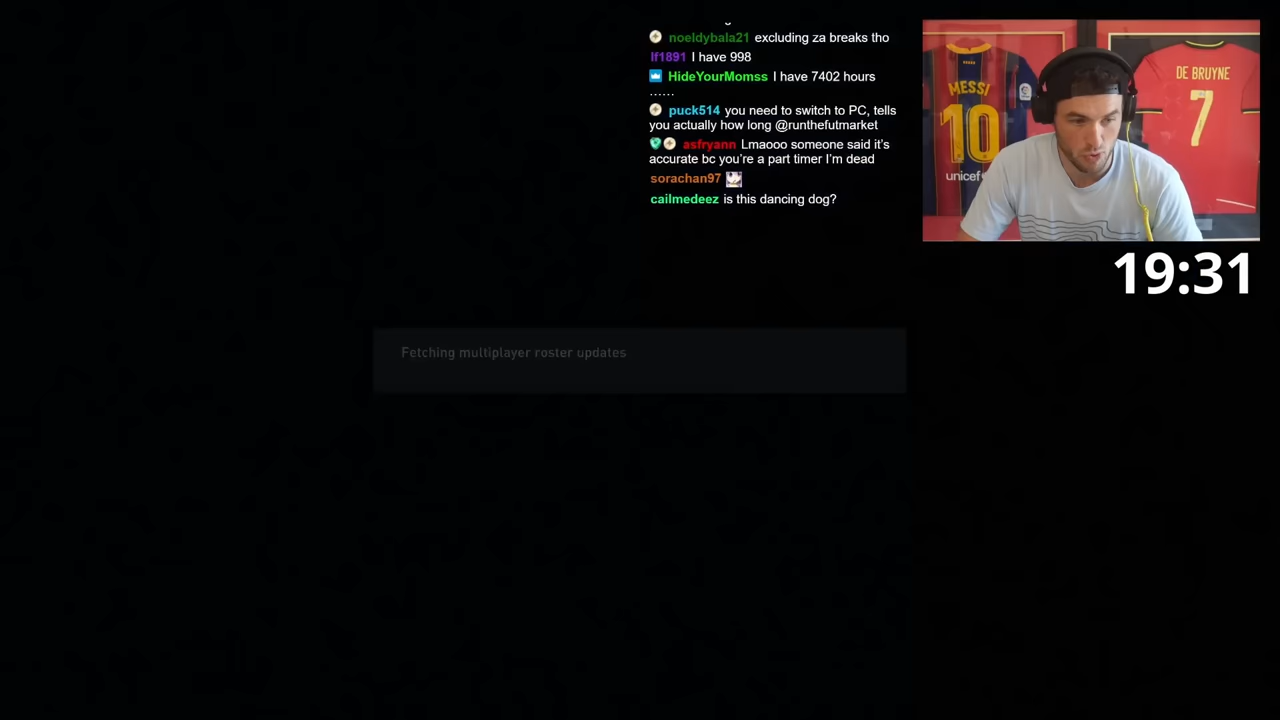 noeldybala21 excluding za breaks tho
lf1891 I have 998
HideYourMomss I have 7402 hours
......
puck514 you need to switch to PC, tells
you actually how long @runthefutmarket
asfryann Lmaooo someone said it's
accurate bc you're a part timer I'm dead
sorachan97
cailmedeez is this dancing dog?
MESSI
10
unicef
DE BRUYNE
7
19:31
Fetching multiplayer roster updates